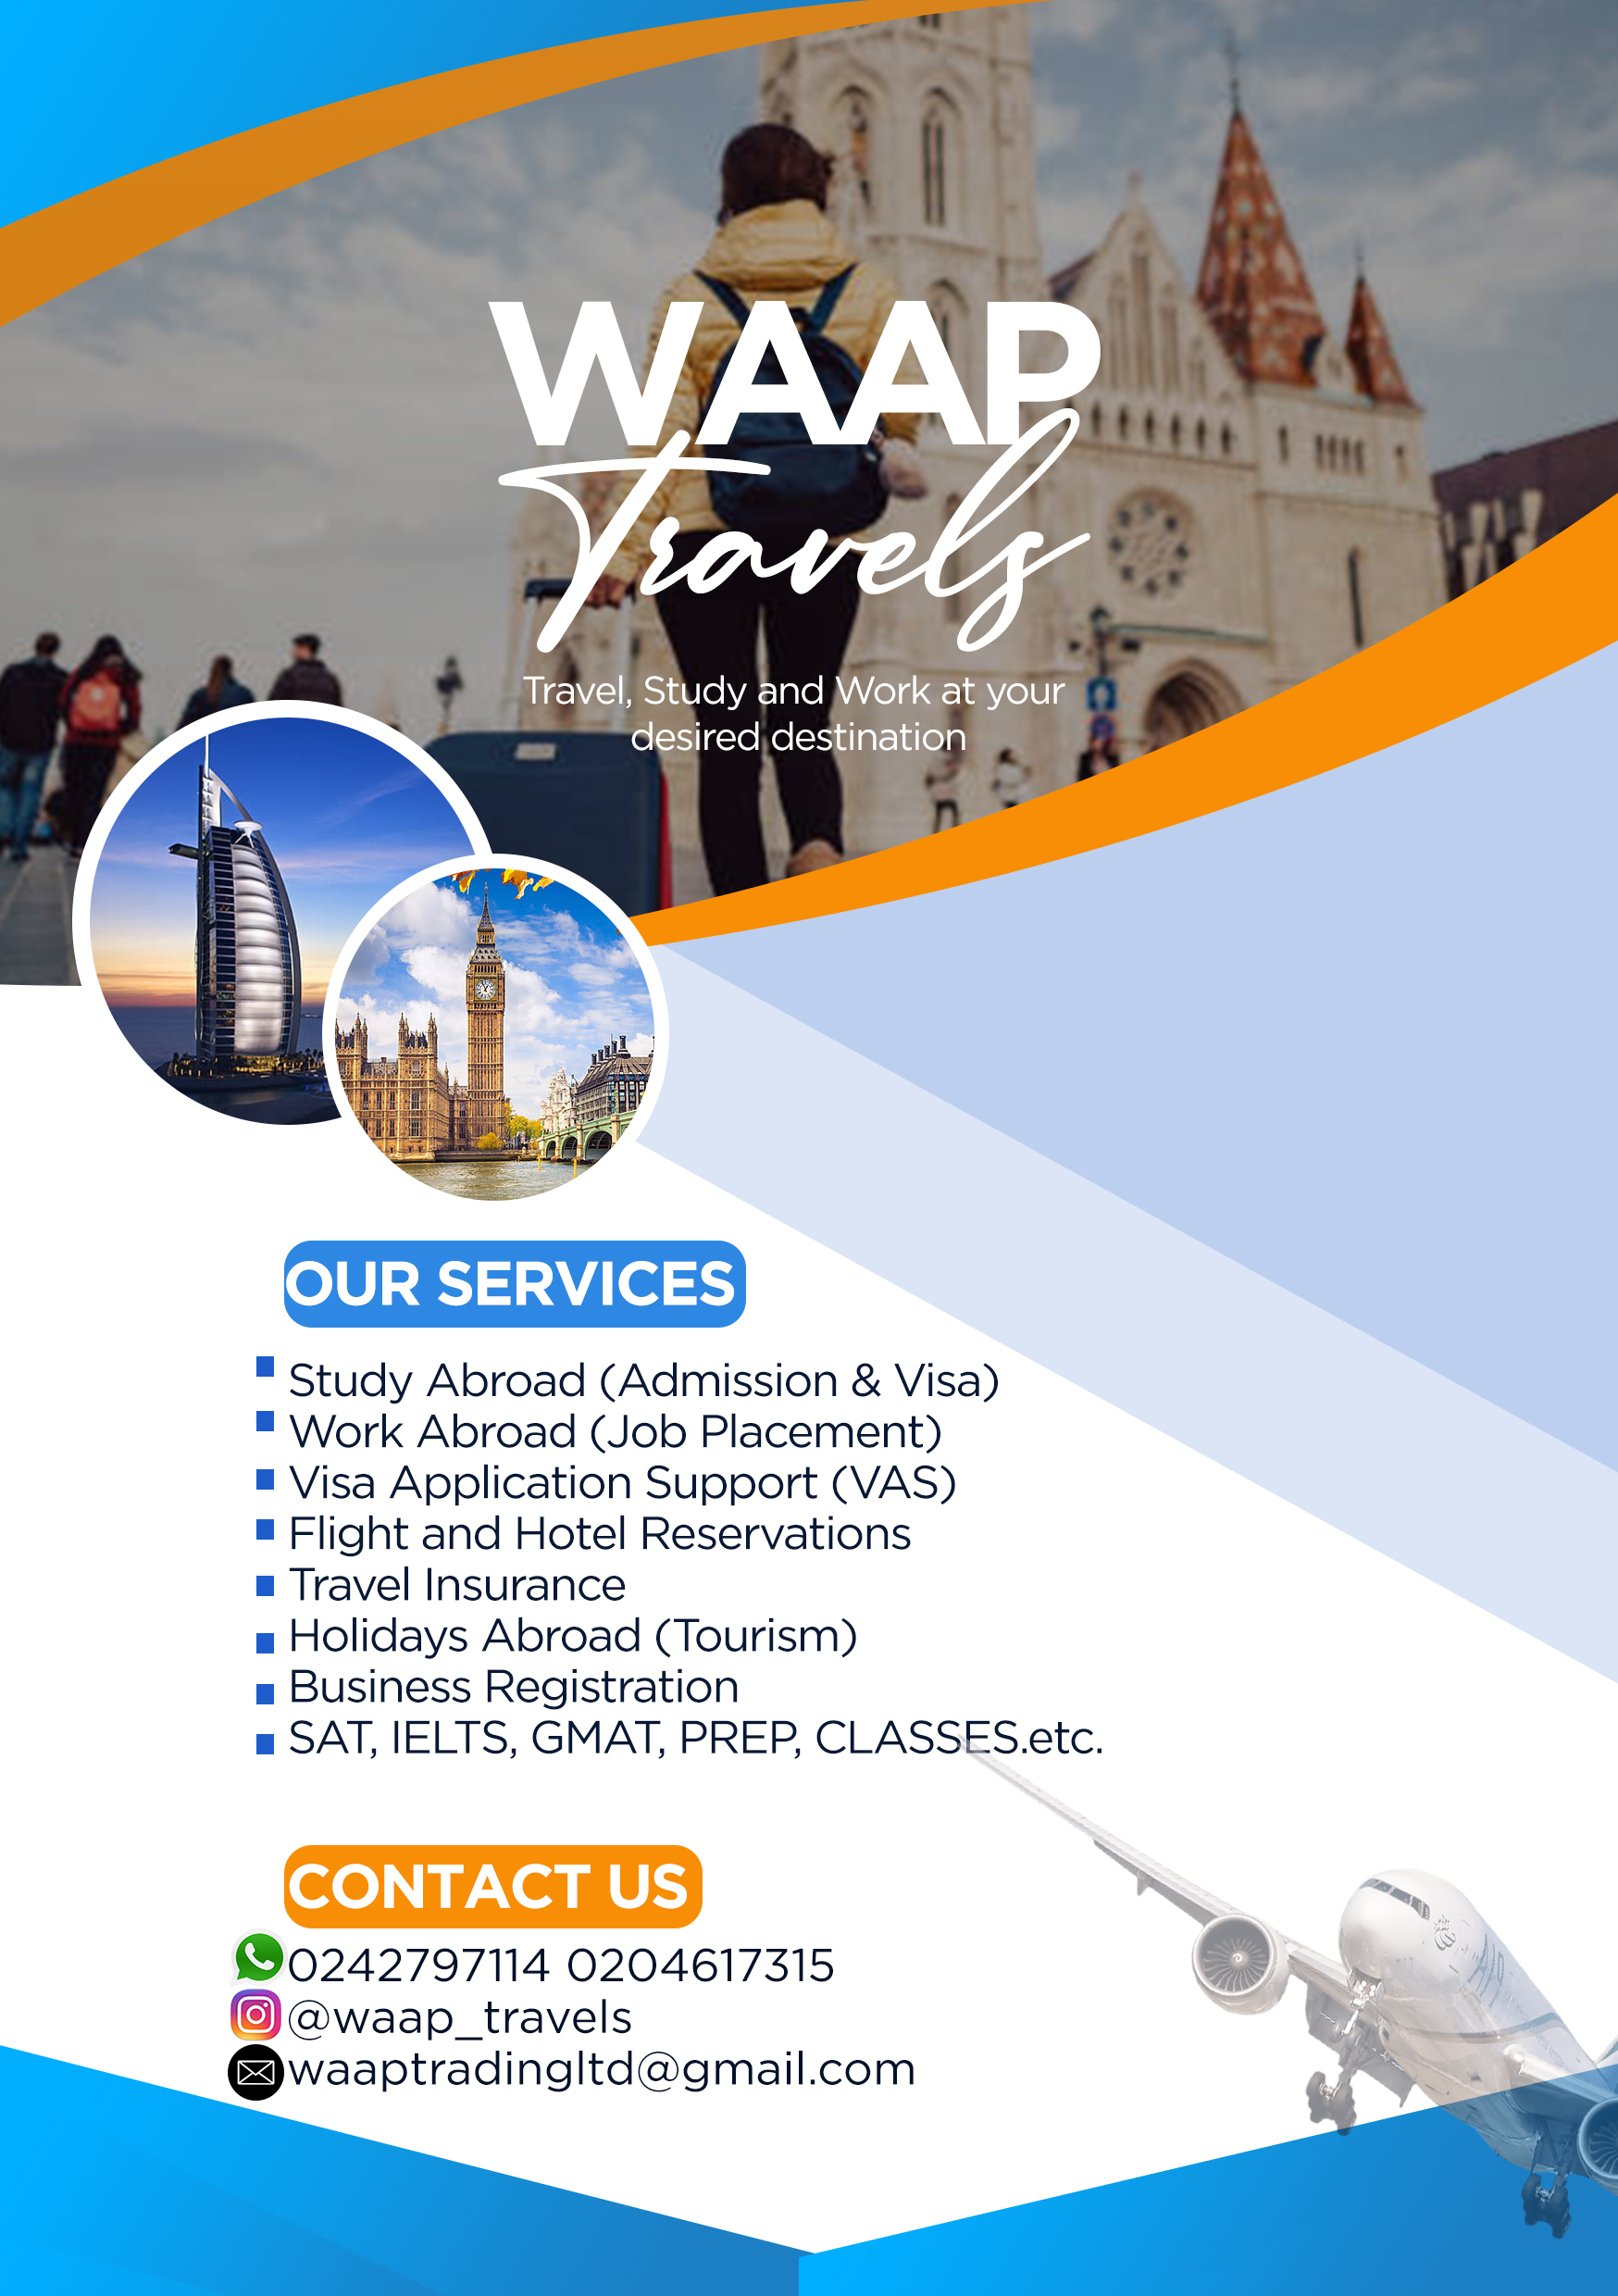 WAAP
Travels
Travel, Study and Work at your
desired destination
OUR SERVICES
Study Abroad (Admission & Visa)
Work Abroad (Job Placement)
Visa Application Support (VAS)
Flight and Hotel Reservations
Travel Insurance
Holidays Abroad (Tourism)
Business Registration
SAT, IELTS, GMAT, PREP, CLASSES.etc.
CONTACT US
0242797114 0204617315
@waap_travels
waaptradingltd@gmail.com